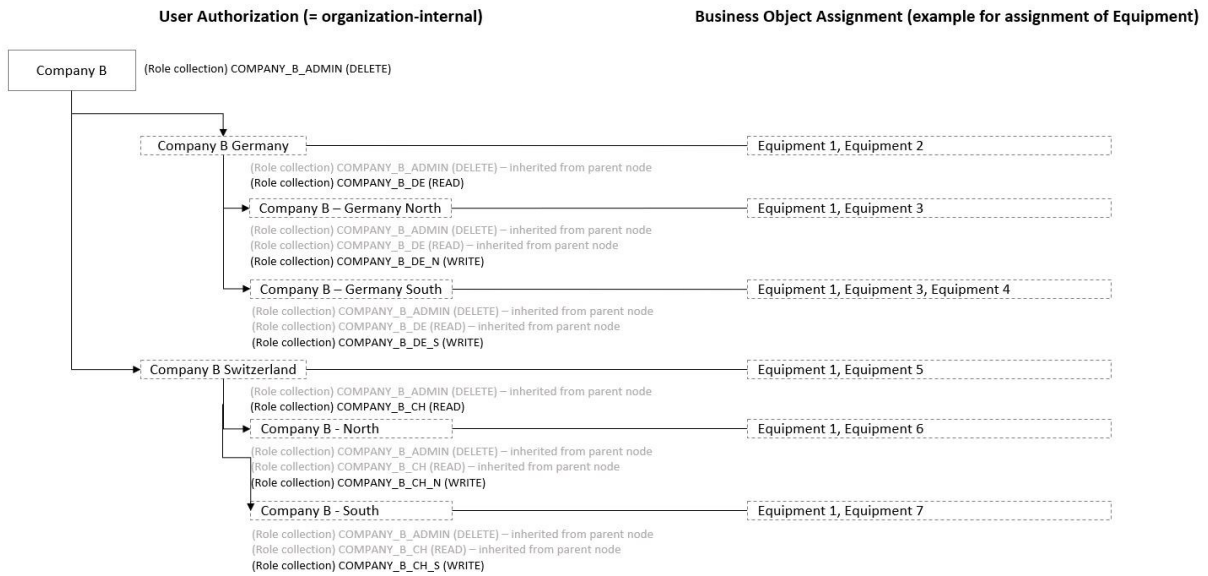 User Authorization (= organization-internal)
Business Object Assignment (example for assignment of Equipment)
Company B
(Role collection) COMPANY_B_ADMIN (DELETE)
Company B Germany
Equipment 1, Equipment 2
(Role collection) COMPANY_B_ADMIN (DELETE) – inherited from parent node
(Role collection) COMPANY_B_DE (READ)
Company B – Germany North
Equipment 1, Equipment 3
(Role collection) COMPANY_B_ADMIN (DELETE) – inherited from parent node
(Role collection) COMPANY_B_DE (READ) – inherited from parent node
(Role collection) COMPANY_B_DE_N (WRITE)
Company B – Germany South
Equipment 1, Equipment 3, Equipment 4
(Role collection) COMPANY_B_ADMIN (DELETE) – inherited from parent node
(Role collection) COMPANY_B_DE (READ) – inherited from parent node
(Role collection) COMPANY_B_DE_S (WRITE)
Company B Switzerland
Equipment 1, Equipment 5
(Role collection) COMPANY_B_ADMIN (DELETE) – inherited from parent node
(Role collection) COMPANY_B_CH (READ)
Company B - North
Equipment 1, Equipment 6
(Role collection) COMPANY_B_ADMIN (DELETE) – inherited from parent node
(Role collection) COMPANY_B_CH (READ) – inherited from parent node
(Role collection) COMPANY_B_CH_N (WRITE)
Company B - South
Equipment 1, Equipment 7
(Role collection) COMPANY_B_ADMIN (DELETE) – inherited from parent node
(Role collection) COMPANY_B_CH (READ) – inherited from parent node
(Role collection) COMPANY_B_CH_S (WRITE)